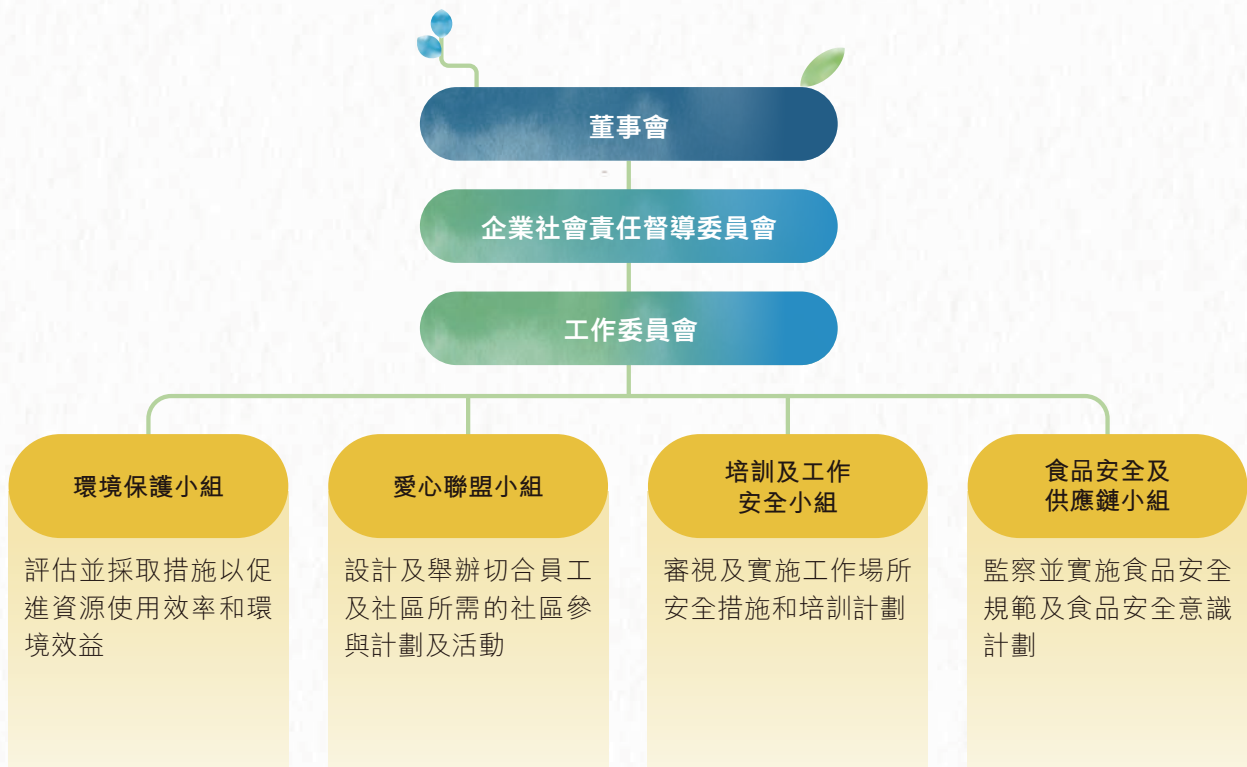 董事會
企業社會責任督導委員會
工作委員會
環境保護小組
評估並採取措施以促
進資源使用效率和環
境效益
愛心聯盟小組
設計及舉辦切合員工
及社區所需的社區參
與計劃及活動
培訓及工作
安全小組
審視及實施工作場所
安全措施和培訓計劃
食品安全及
供應鏈小組
監察並實施食品安全
規範及食品安全意識
計劃